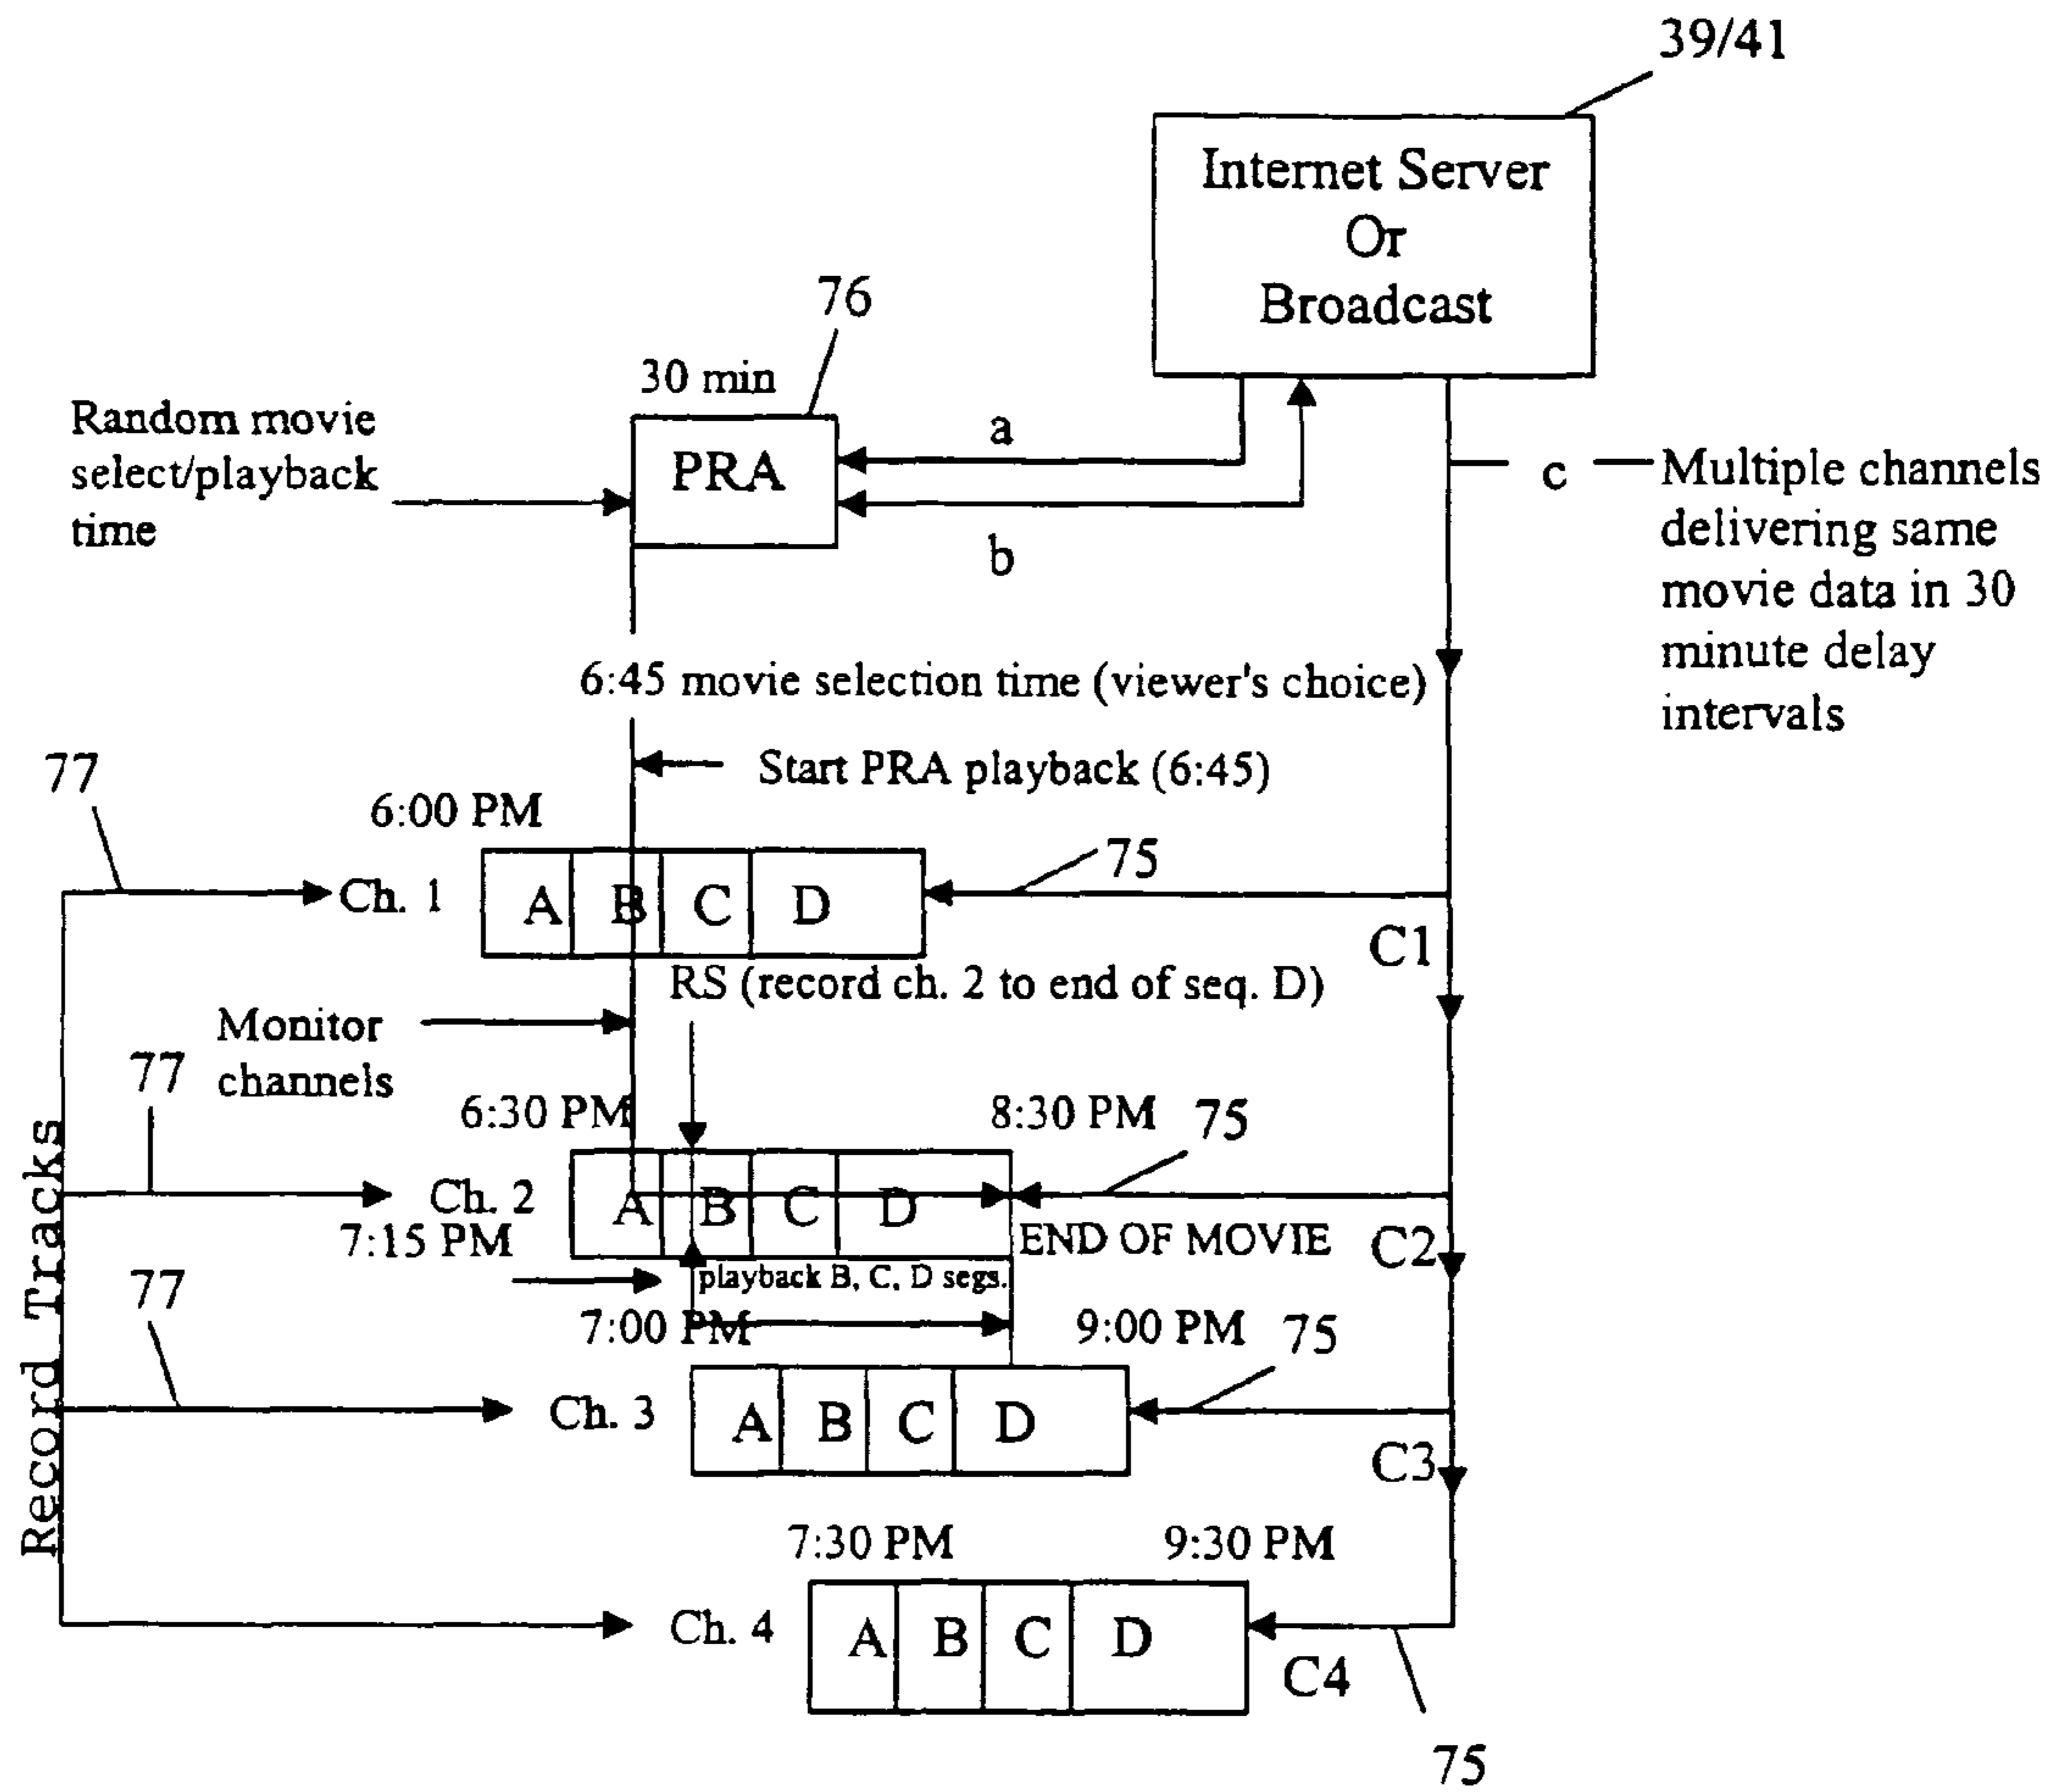 39/41
Internet Server
Or
Broadcast
76
30 min
PRA
Random movie
select/playback
time
a
b
c
Multiple channels
delivering same
movie data in 30
minute delay
intervals
6:45 movie selection time (viewer's choice)
Start PRA playback (6:45)
77
6:00 PM
75
Ch. 1
A B C D
C1
RS (record ch. 2 to end of seq. D)
Monitor
channels
77
6:30 PM
8:30 PM
75
Ch. 2
A B C D
7:15 PM
END OF MOVIE
C2
playback B, C, D segs.
77
7:00 PM
9:00 PM
75
Ch. 3
A B C D
C3
Record Tracks
7:30 PM
9:30 PM
Ch. 4
A B C D
C4
75